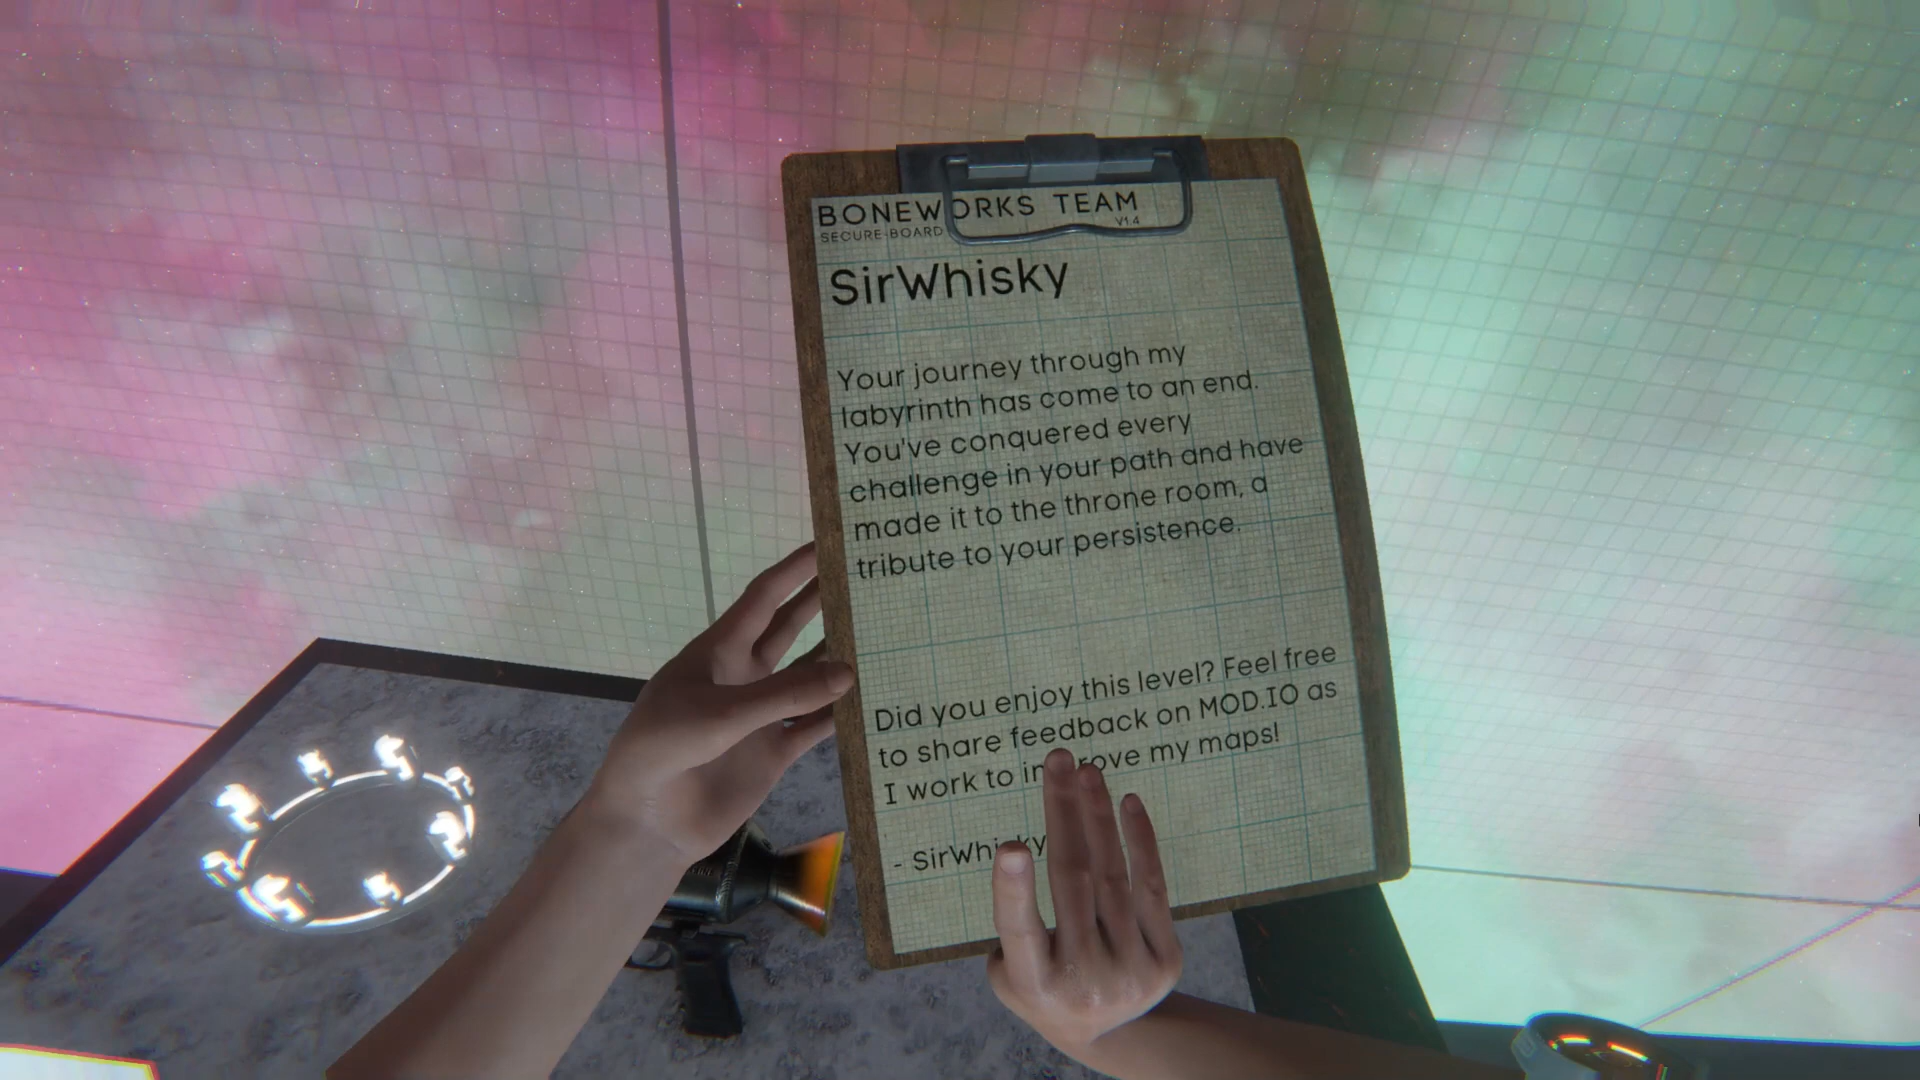 BONEWORKS TEAM
SECURE-BOARD V1.4
SirWhisky
Your journey through my
labyrinth has come to an end.
You've conquered every
challenge in your path and have
made it to the throne room, a
tribute to your persistence.
Did you enjoy this level? Feel free
to share feedback on MOD.IO as
I work to improve my maps!
- SirWhisky